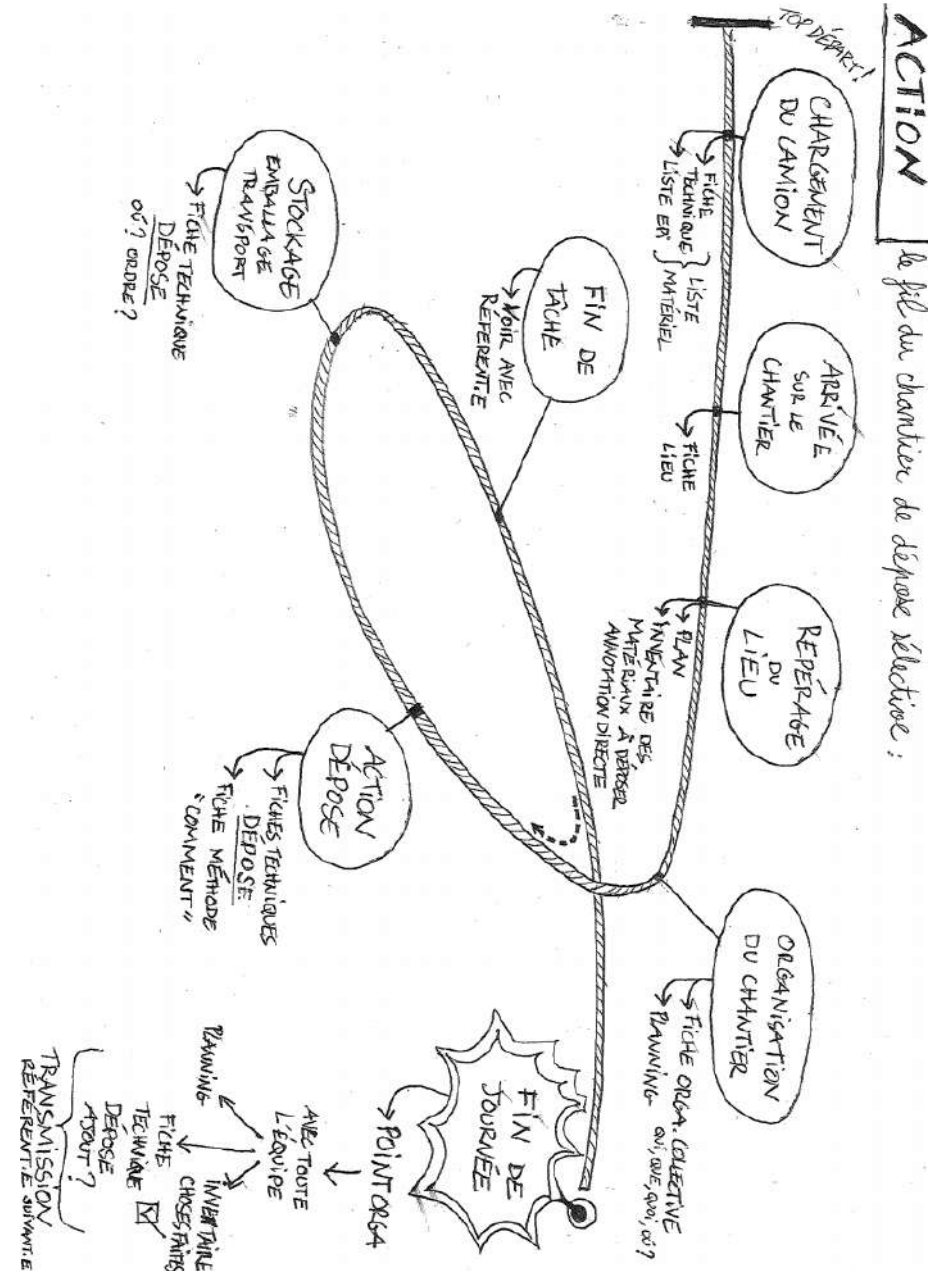 ACTION
le fil du chantier de dépose sélective :
TOP DÉPART!
CHARGEMENT
DU CAMION
FICHE
TECHNIQUE
LISTE EPI
LISTE
MATÉRIEL
ARRIVÉE
SUR LE
CHANTIER
FICHE
LIEU
REPÉRAGE
DU
LIEU
PLAN
INVENTAIRE DES
MATÉRIAUX À DÉPOSER
ANNOTATION DIRECTE
ORGANISATION
DU CHANTIER
FICHE ORGA. COLLECTIVE
PLANNING QUI, QUE, QUOI, OÙ?
ACTION
DÉPOSE
FICHES TECHNIQUES
DÉPOSE
FICHE MÉTHODE
"COMMENT"
STOCKAGE
EMBALLAGE
TRANSPORT
FICHE TECHNIQUE
DÉPOSE
OÙ? ORDRE?
FIN DE
TÂCHE
VOIR AVEC
RÉFÉRENT.E
FIN DE
JOURNÉE
POINT ORGA
AVEC TOUTE
L'ÉQUIPE
PLANNING
FICHE
TECHNIQUE
DÉPOSE
AJOUT?
INVENTAIRE
CHOSES FAITES
TRANSMISSION
RÉFÉRENT.E SUIVANT.E